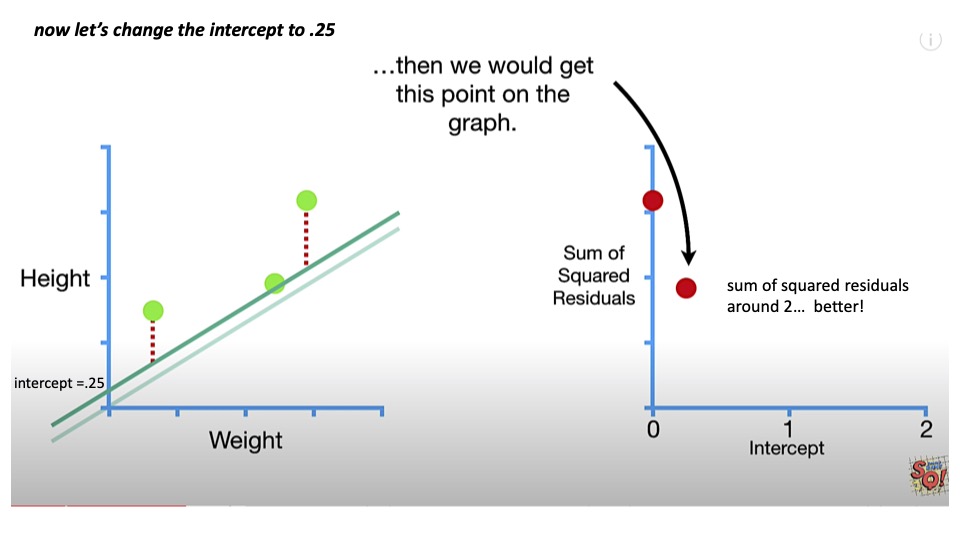 now let’s change the intercept to .25
…then we would get
this point on the
graph.
Height
intercept =.25
Weight
Sum of
Squared
Residuals
sum of squared residuals
around 2... better!
0
1
2
Intercept